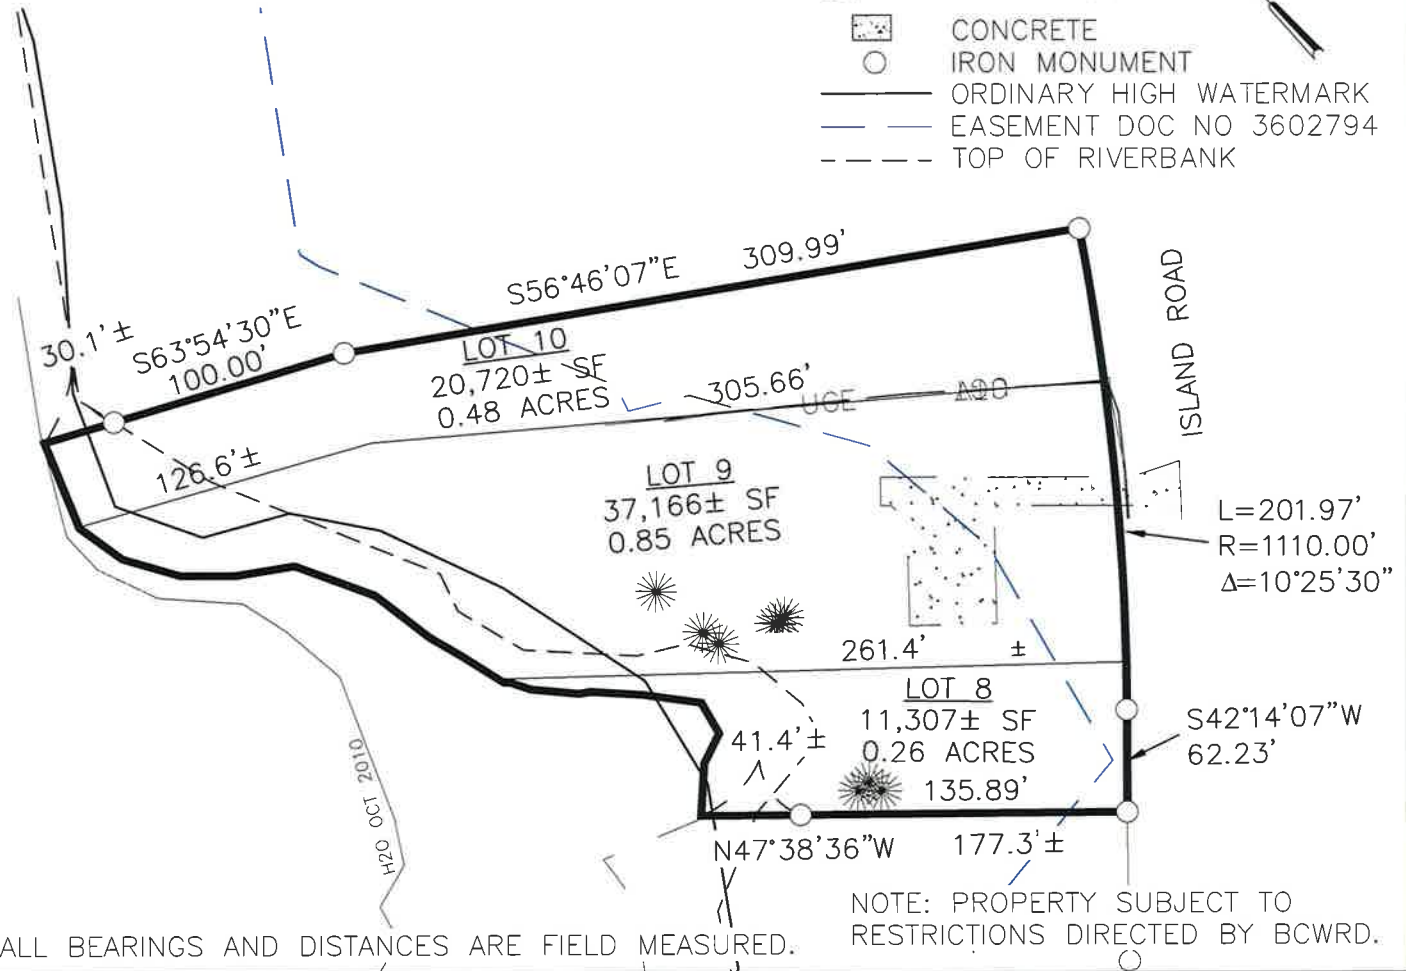 CONCRETE
IRON MONUMENT
ORDINARY HIGH WATERMARK
EASEMENT DOC NO 3602794
TOP OF RIVERBANK
S56°46'07"E 309.99'
ISLAND ROAD
30.1'±
S63°54'30"E
100.00'
LOT 10
20,720± SF
0.48 ACRES
305.66'
UGE
126.6'±
LOT 9
37,166± SF
0.85 ACRES
L=201.97'
R=1110.00'
Δ=10°25'30"
261.4' ±
LOT 8
11,307± SF
0.26 ACRES
41.4'±
135.89'
S42°14'07"W
62.23'
H2O OCT 2010
N47°38'36"W 177.3'±
NOTE: PROPERTY SUBJECT TO
RESTRICTIONS DIRECTED BY BCWRD.
ALL BEARINGS AND DISTANCES ARE FIELD MEASURED.